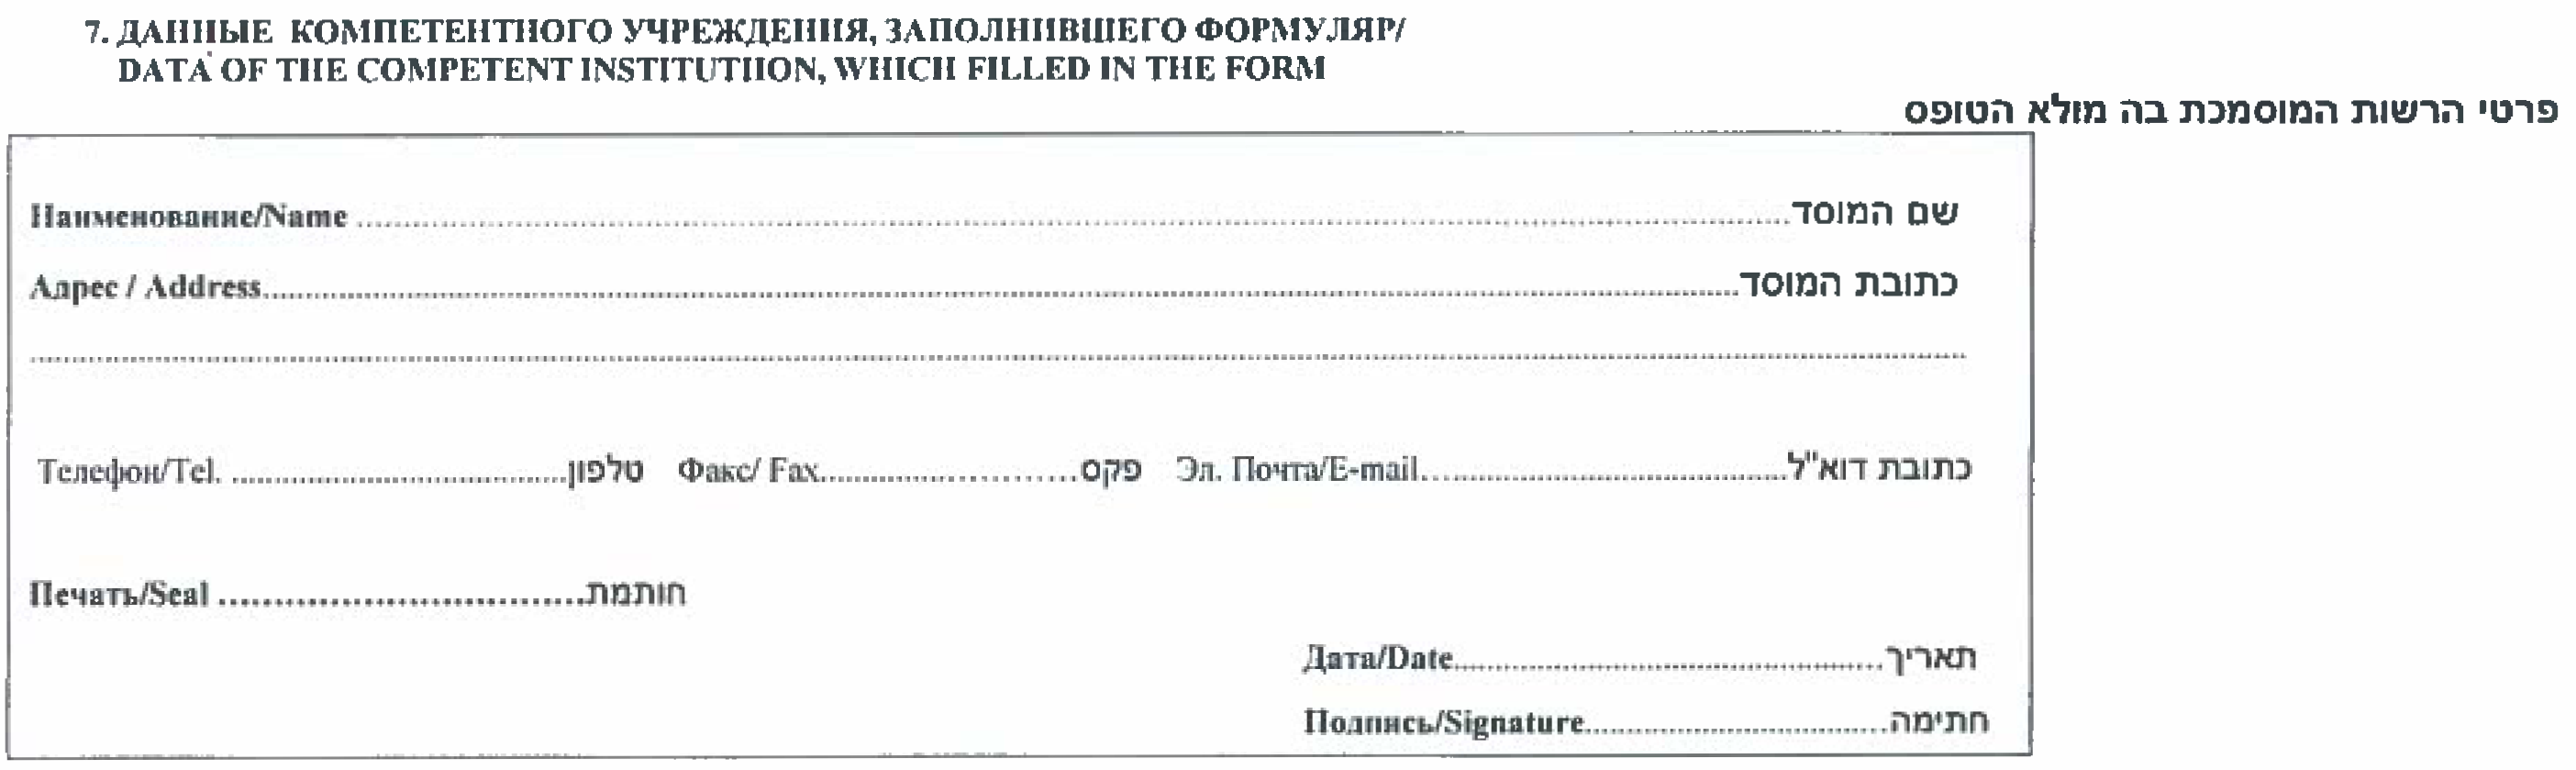 7. ДАННЫЕ КОМПЕТЕНТНОГО УЧРЕЖДЕНИЯ, ЗАПОЛНИВШЕГО ФОРМУЛЯР/
DATA OF THE COMPETENT INSTITUTIION, WHICH FILLED IN THE FORM
פרטי הרשות המוסמכת בה מולא הטופס
Наименование/Name ........................ שם המוסד
Адрес / Address........................ כתובת המוסד
........................
Телефон/Tel. ............ טלפון Факс/ Fax............ פקס Эл. Почта/E-mail............ כתובת דוא"ל
Печать/Seal ............ חותמת
Дата/Date............ תאריך
Подпись/Signature............ חתימה